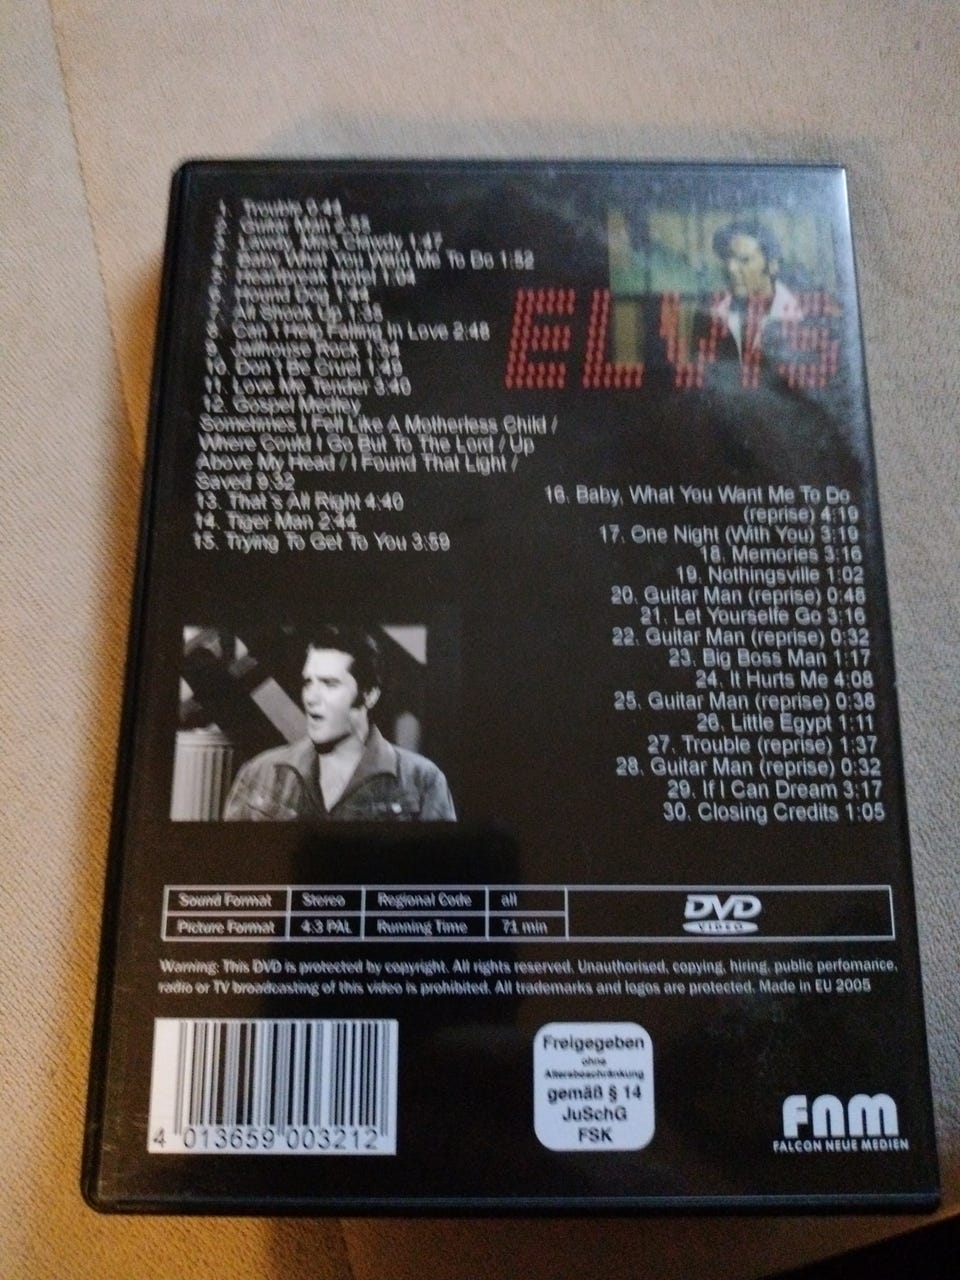 1. Trouble 0:44
2. Guitar Man
3. Lawdy, Miss Clawdy 1:47
4. Baby What You Want Me To Do 1:52
5. Heartbreak Hotel 1:04
6. Hound Dog 1:44
7. All Shook Up 1:35
8. Can't Help Falling In Love 2:48
9. Jailhouse Rock 1:34
10. Don't Be Cruel 1:48
11. Love Me Tender 3:40
12. Gospel Medley
Sometimes I Fell Like A Motherless Child /
Where Could I Go But To The Lord / Up
Above My Head / I Found That Light /
Saved 9:32
13. That's All Right 4:40
14. Tiger Man 2:44
15. Trying To Get To You 3:59
ELVIS
16. Baby, What You Want Me To Do
(reprise) 4:19
17. One Night (With You) 3:19
18. Memories 3:16
19. Nothingsville 1:02
20. Guitar Man (reprise) 0:48
21. Let Yourselfe Go 3:16
22. Guitar Man (reprise) 0:32
23. Big Boss Man 1:17
24. It Hurts Me 4:08
25. Guitar Man (reprise) 0:38
26. Little Egypt 1:11
27. Trouble (reprise) 1:37
28. Guitar Man (reprise) 0:32
29. If I Can Dream 3:17
30. Closing Credits 1:05
Sound Format Stereo Regional Code all
Picture Format 4:3 PAL Running Time 71 min
DVD
VIDEO
Warning: This DVD is protected by copyright. All rights reserved. Unauthorised, copying, hiring, public perfomance,
radio or TV broadcasting of this video is prohibited. All trademarks and logos are protected. Made in EU 2005
4 013659 003212
Freigegeben
ohne
Altersbeschränkung
gemäß § 14
JuSchG
FSK
FNM
FALCON NEUE MEDIEN